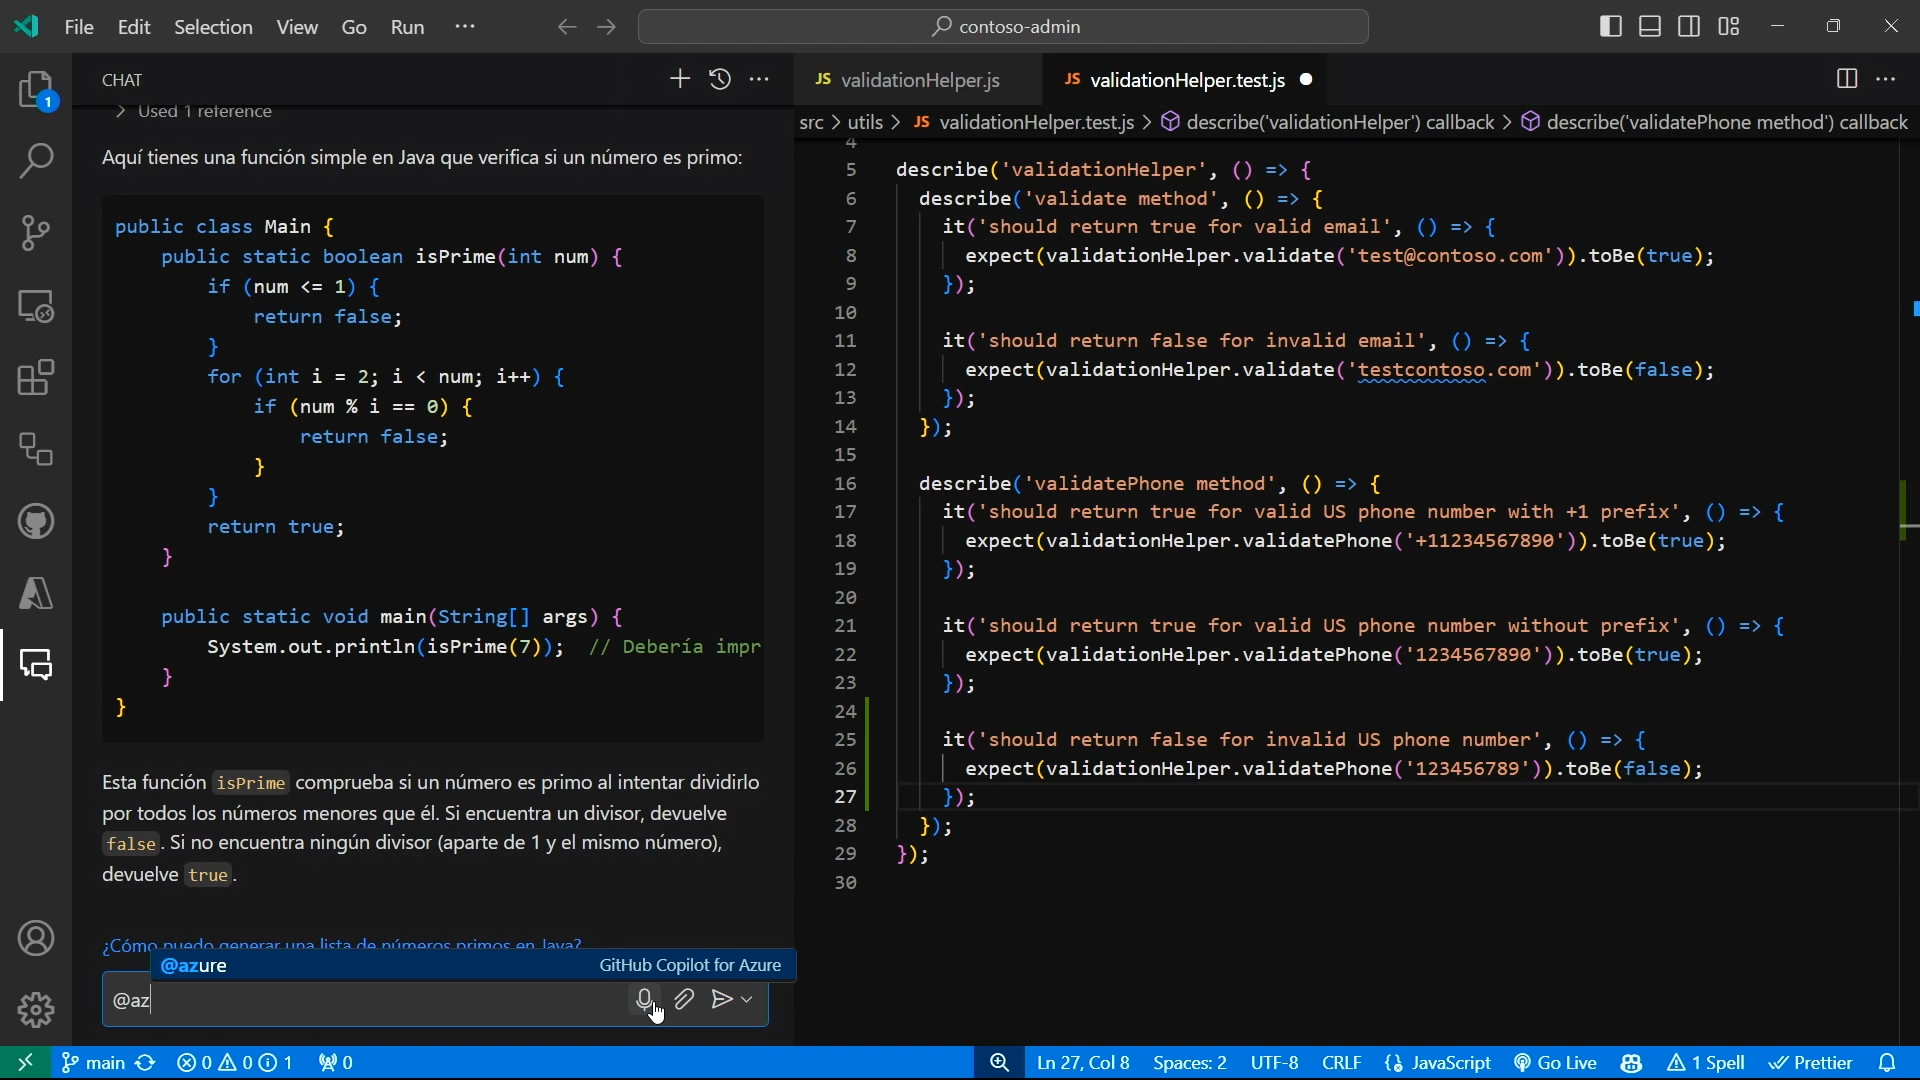 File Edit Selection View Go Run ··· contoso-admin
CHAT
Used 1 reference
Aquí tienes una función simple en Java que verifica si un número es primo:
public class Main {
public static boolean isPrime(int num) {
if (num <= 1) {
return false;
}
for (int i = 2; i < num; i++) {
if (num % i == 0) {
return false;
}
}
return true;
}
public static void main(String[] args) {
System.out.println(isPrime(7)); // Debería impr
}
}
Esta función isPrime comprueba si un número es primo al intentar dividirlo
por todos los números menores que él. Si encuentra un divisor, devuelve
false. Si no encuentra ningún divisor (aparte de 1 y el mismo número),
devuelve true.
¿Cómo puedo generar una lista de números primos en Java?
@azure GitHub Copilot for Azure
@az
1
JS validationHelper.js JS validationHelper.test.js
src > utils > JS validationHelper.test.js > describe('validationHelper') callback > describe('validatePhone method') callback
4
5 describe('validationHelper', () => {
6 describe('validate method', () => {
7 it('should return true for valid email', () => {
8 expect(validationHelper.validate('test@contoso.com')).toBe(true);
9 });
10
11 it('should return false for invalid email', () => {
12 expect(validationHelper.validate('testcontoso.com')).toBe(false);
13 });
14 });
15
16 describe('validatePhone method', () => {
17 it('should return true for valid US phone number with +1 prefix', () => {
18 expect(validationHelper.validatePhone('+11234567890')).toBe(true);
19 });
20
21 it('should return true for valid US phone number without prefix', () => {
22 expect(validationHelper.validatePhone('1234567890')).toBe(true);
23 });
24
25 it('should return false for invalid US phone number', () => {
26 expect(validationHelper.validatePhone('123456789')).toBe(false);
27 });
28 });
29 });
30
main 0 0 1 0 Ln 27, Col 8 Spaces: 2 UTF-8 CRLF {} JavaScript Go Live 1 Spell Prettier